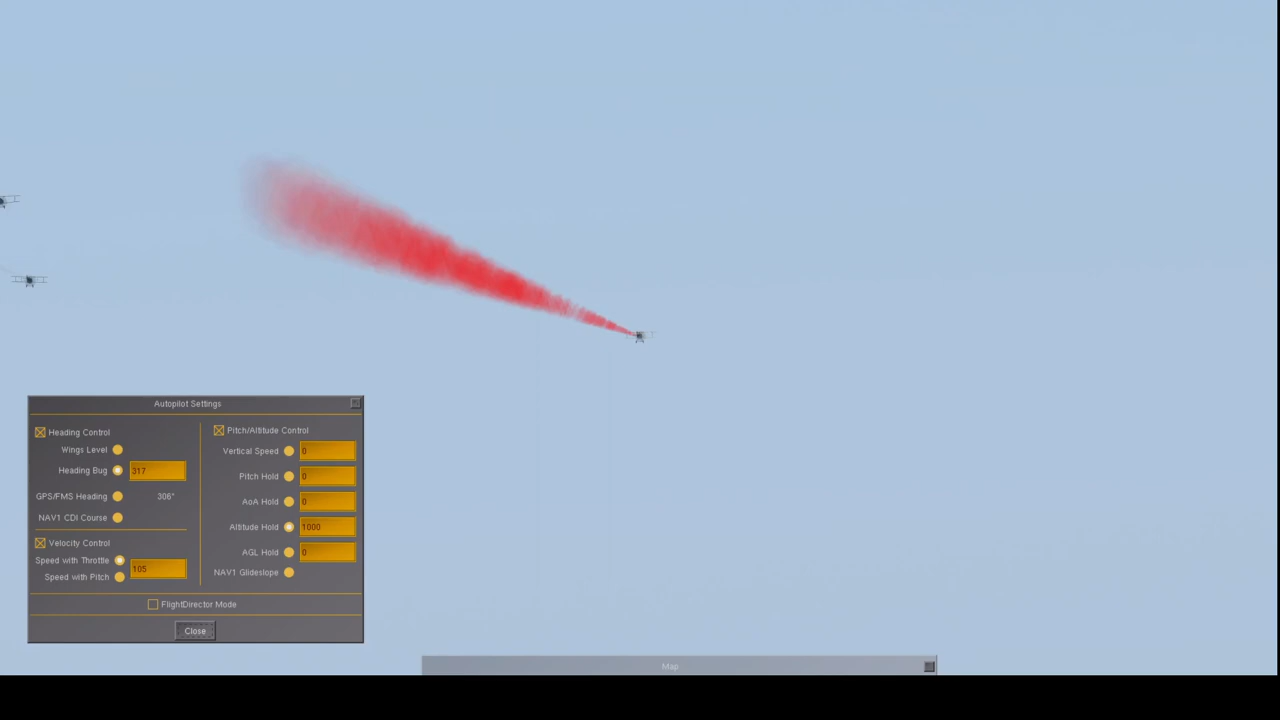 Autopilot Settings
Heading Control
Wings Level
Heading Bug 317
GPS/FMS Heading 306°
NAV1 CDI Course
Velocity Control
Speed with Throttle 105
Speed with Pitch
Pitch/Altitude Control
Vertical Speed 0
Pitch Hold 0
AoA Hold 0
Altitude Hold 1000
AGL Hold 0
NAV1 Glideslope
FlightDirector Mode
Close
Map